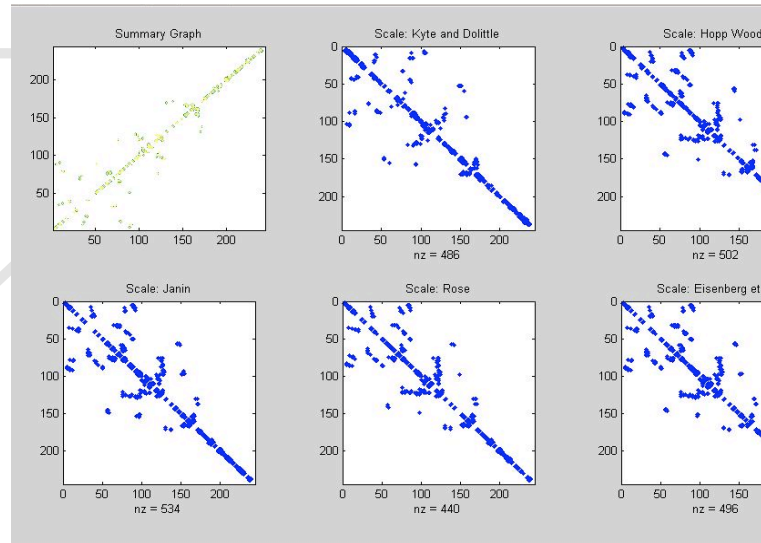 Summary Graph
200
150
100
50
50 100 150 200
Scale: Kyte and Dolittle
0
50
100
150
200
0 50 100 150 200
nz = 486
Scale: Hopp Wood
0
50
100
150
200
0 50 100 150
nz = 502
Scale: Janin
0
50
100
150
200
0 50 100 150 200
nz = 534
Scale: Rose
0
50
100
150
200
0 50 100 150 200
nz = 440
Scale: Eisenberg et
0
50
100
150
200
0 50 100 150
nz = 496